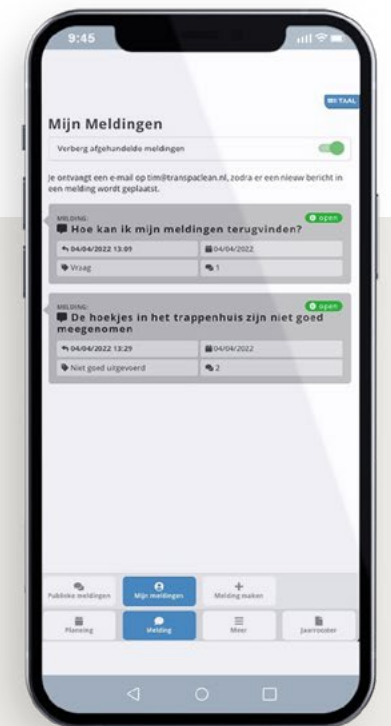 9:45
TAAL
Mijn Meldingen
Verberg afgehandelde meldingen
Je ontvangt een e-mail op tim@transpaclean.nl, zodra er een nieuw bericht in
een melding wordt geplaatst.
MELDING:
open
Hoe kan ik mijn meldingen terugvinden?
04/04/2022 13:09
04/04/2022
Vraag
1
MELDING:
open
De hoekjes in het trappenhuis zijn niet goed
meegenomen
04/04/2022 13:29
04/04/2022
Niet goed uitgevoerd
2
Publieke meldingen
Mijn meldingen
Melding maken
Planning
Melding
Meer
Jaarrooster